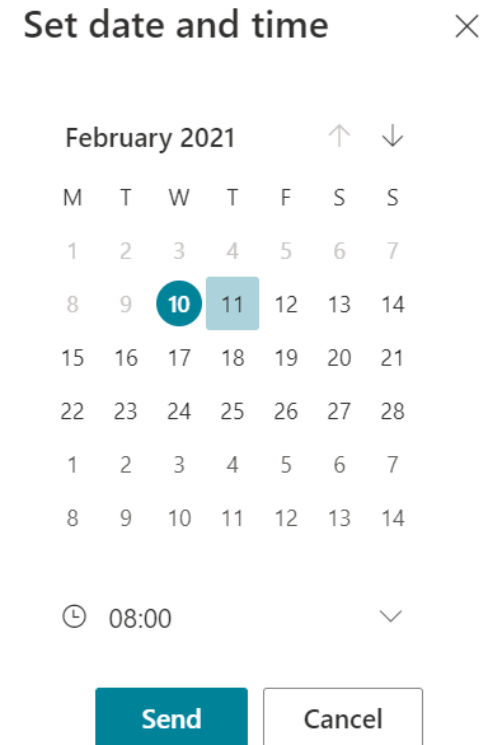 Set date and time
February 2021
M T W T F S S
1 2 3 4 5 6 7
8 9 10 11 12 13 14
15 16 17 18 19 20 21
22 23 24 25 26 27 28
1 2 3 4 5 6 7
8 9 10 11 12 13 14
08:00
Send Cancel